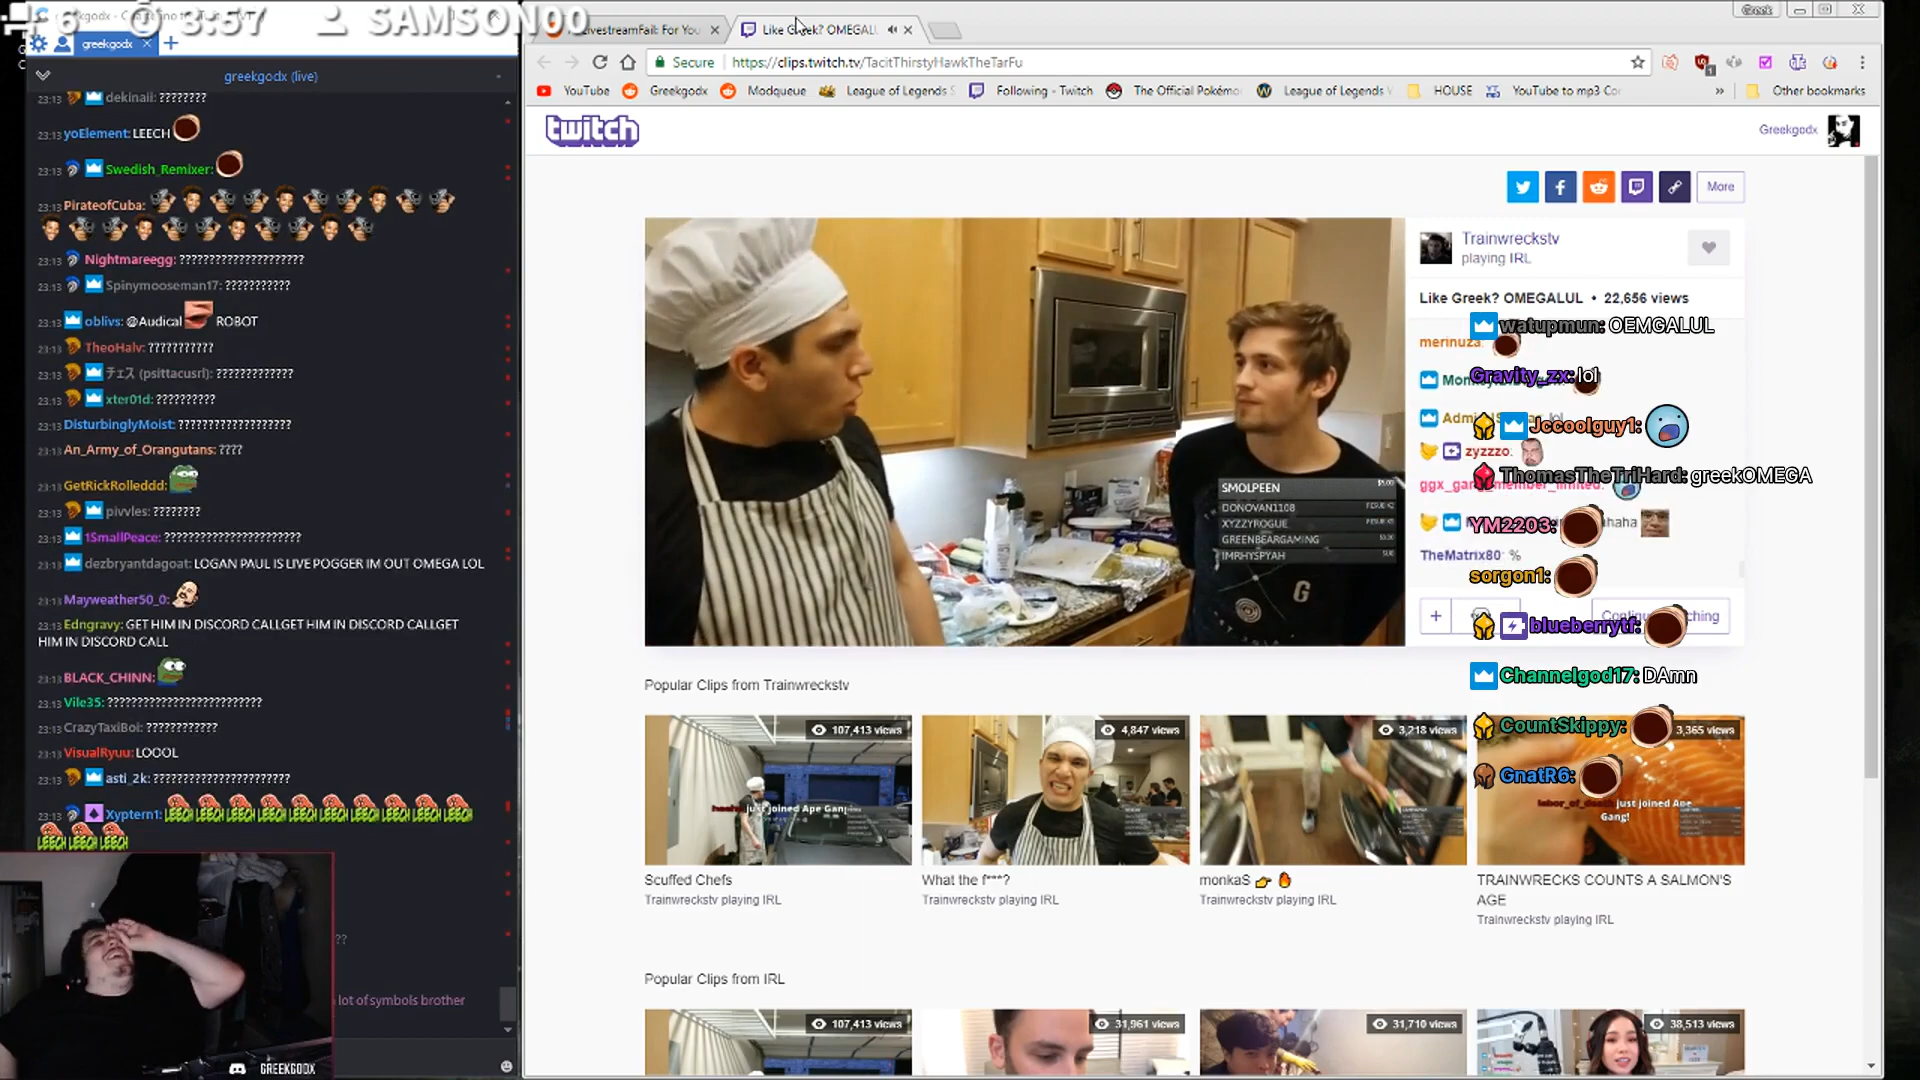 6 3:57 SAMSON00
greekgodx
LivestreamFail: For You
Like Greek? OMEGALUL
Greek
Secure https://clips.twitch.tv/TacitThirstyHawkTheTarFu
YouTube Greekgodx Modqueue League of Legends S Following - Twitch The Official Pokémo League of Legends HOUSE YouTube to mp3 Co » Other bookmarks
greekgodx (live)
23:13 dekinaii: ????????
23:13 yoElement: LEECH
23:13 Swedish_Remixer:
23:13 PirateofCuba:
23:13 Nightmareegg: ??????????????????????
23:13 Spinymooseman17: ???????????
23:13 oblivs: @Audical ROBOT
23:13 TheoHalv: ???????????
23:13 チェス (psittacusrl): ?????????????
23:13 xter01d: ??????????
23:13 DisturbinglyMoist: ???????????????????
23:13 An_Army_of_Orangutans: ????
23:13 GetRickRolleddd:
23:13 pivvles: ????????
23:13 1SmallPeace: ???????????????????????
23:13 dezbryantdagoat: LOGAN PAUL IS LIVE POGGER IM OUT OMEGA LOL
23:13 Mayweather50_0:
23:13 Edngravy: GET HIM IN DISCORD CALLGET HIM IN DISCORD CALLGET
HIM IN DISCORD CALL
23:13 BLACK_CHINN:
23:13 Vile35: ??????????????????????????
23:13 CrazyTaxiBoi: ????????????
23:13 VisualRyuu: LOOOL
23:13 asti_2k: ???????????????????????
23:13 Xyptern1: LEECH LEECH LEECH LEECH LEECH LEECH LEECH LEECH LEECH LEECH
LEECH LEECH LEECH
??
lot of symbols brother
GREEKGODX
twitch
Greekgodx
More
Trainwreckstv
playing IRL
Like Greek? OMEGALUL • 22,656 views
watupmun: OEMGALUL
merinuza:
Gravity_zx: lol
Jccoolguy1:
zyzzzo:
ThomasTheTriHard: greekOMEGA
YM2203:
TheMatrix80: %
sorgon1:
blueberrytf:
Channelgod17: DAmn
CountSkippy:
GnatR6:
SMOLPEEN $5.00
DONOVAN1108
XYZZYROGUE
GREENBEARGAMING
IMRHYSPYAH
G
Popular Clips from Trainwreckstv
107,413 views
4,847 views
3,218 views
3,365 views
just joined Ape Gang!
labor_of_death just joined Ape
Gang!
Scuffed Chefs
Trainwreckstv playing IRL
What the f***?
Trainwreckstv playing IRL
monkaS
Trainwreckstv playing IRL
TRAINWRECKS COUNTS A SALMON'S
AGE
Trainwreckstv playing IRL
Popular Clips from IRL
107,413 views
31,961 views
31,710 views
38,513 views